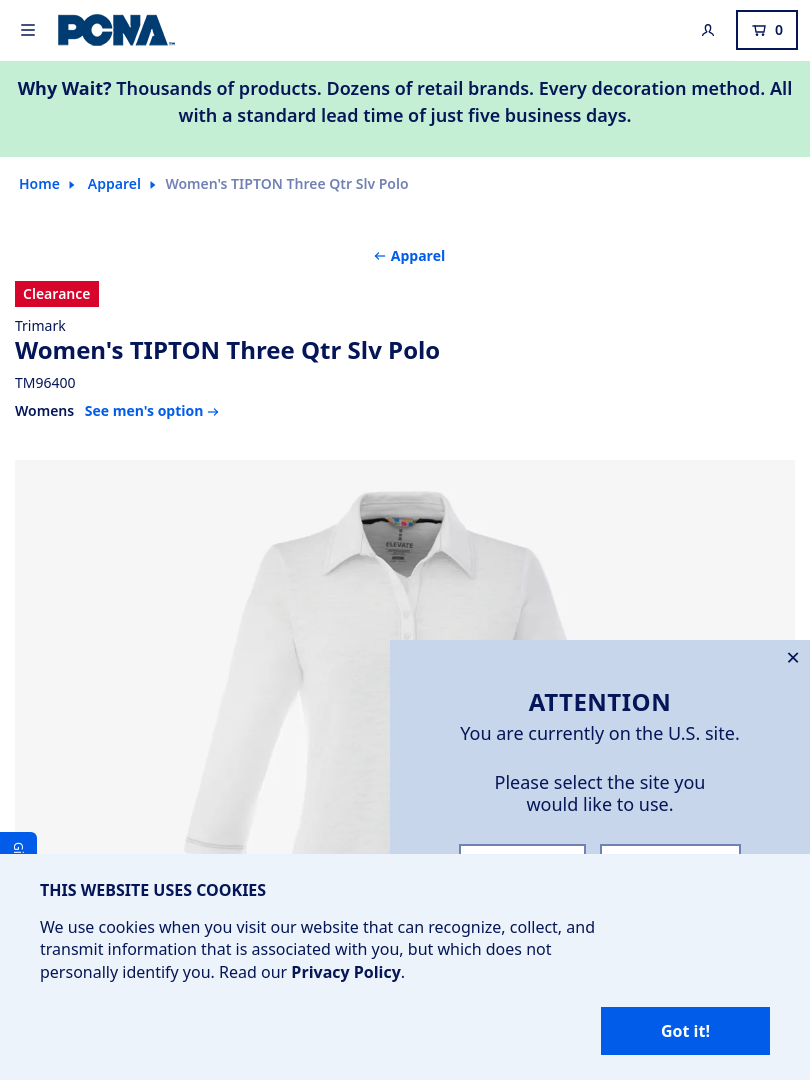 PCNA™
0
Why Wait? Thousands of products. Dozens of retail brands. Every decoration method. All
with a standard lead time of just five business days.
Home Apparel Women's TIPTON Three Qtr Slv Polo
← Apparel
Clearance
Trimark
Women's TIPTON Three Qtr Slv Polo
TM96400
Womens See men's option →
ELEVATE
ATTENTION
You are currently on the U.S. site.
Please select the site you
would like to use.
THIS WEBSITE USES COOKIES
We use cookies when you visit our website that can recognize, collect, and
transmit information that is associated with you, but which does not
personally identify you. Read our Privacy Policy.
Got it!